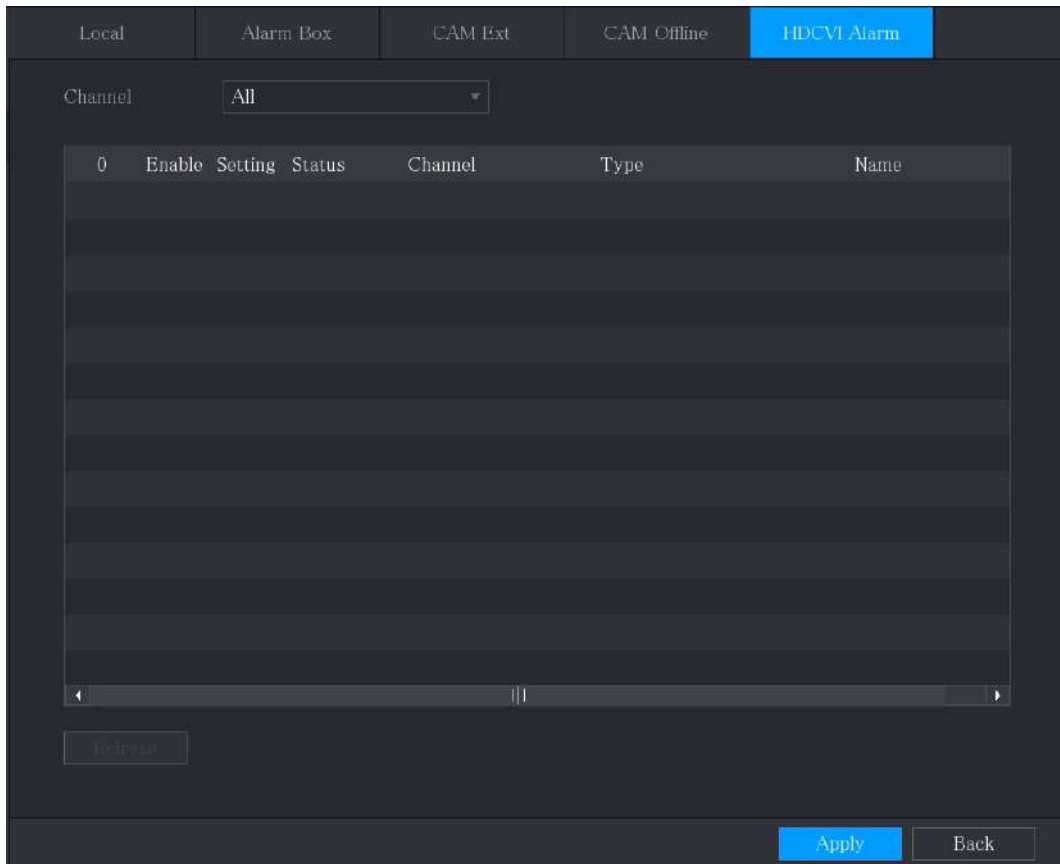 Local Alarm Box CAM Ext CAM Offline HDCVI Alarm
Channel All
0 Enable Setting Status Channel Type Name
Refresh
Apply Back